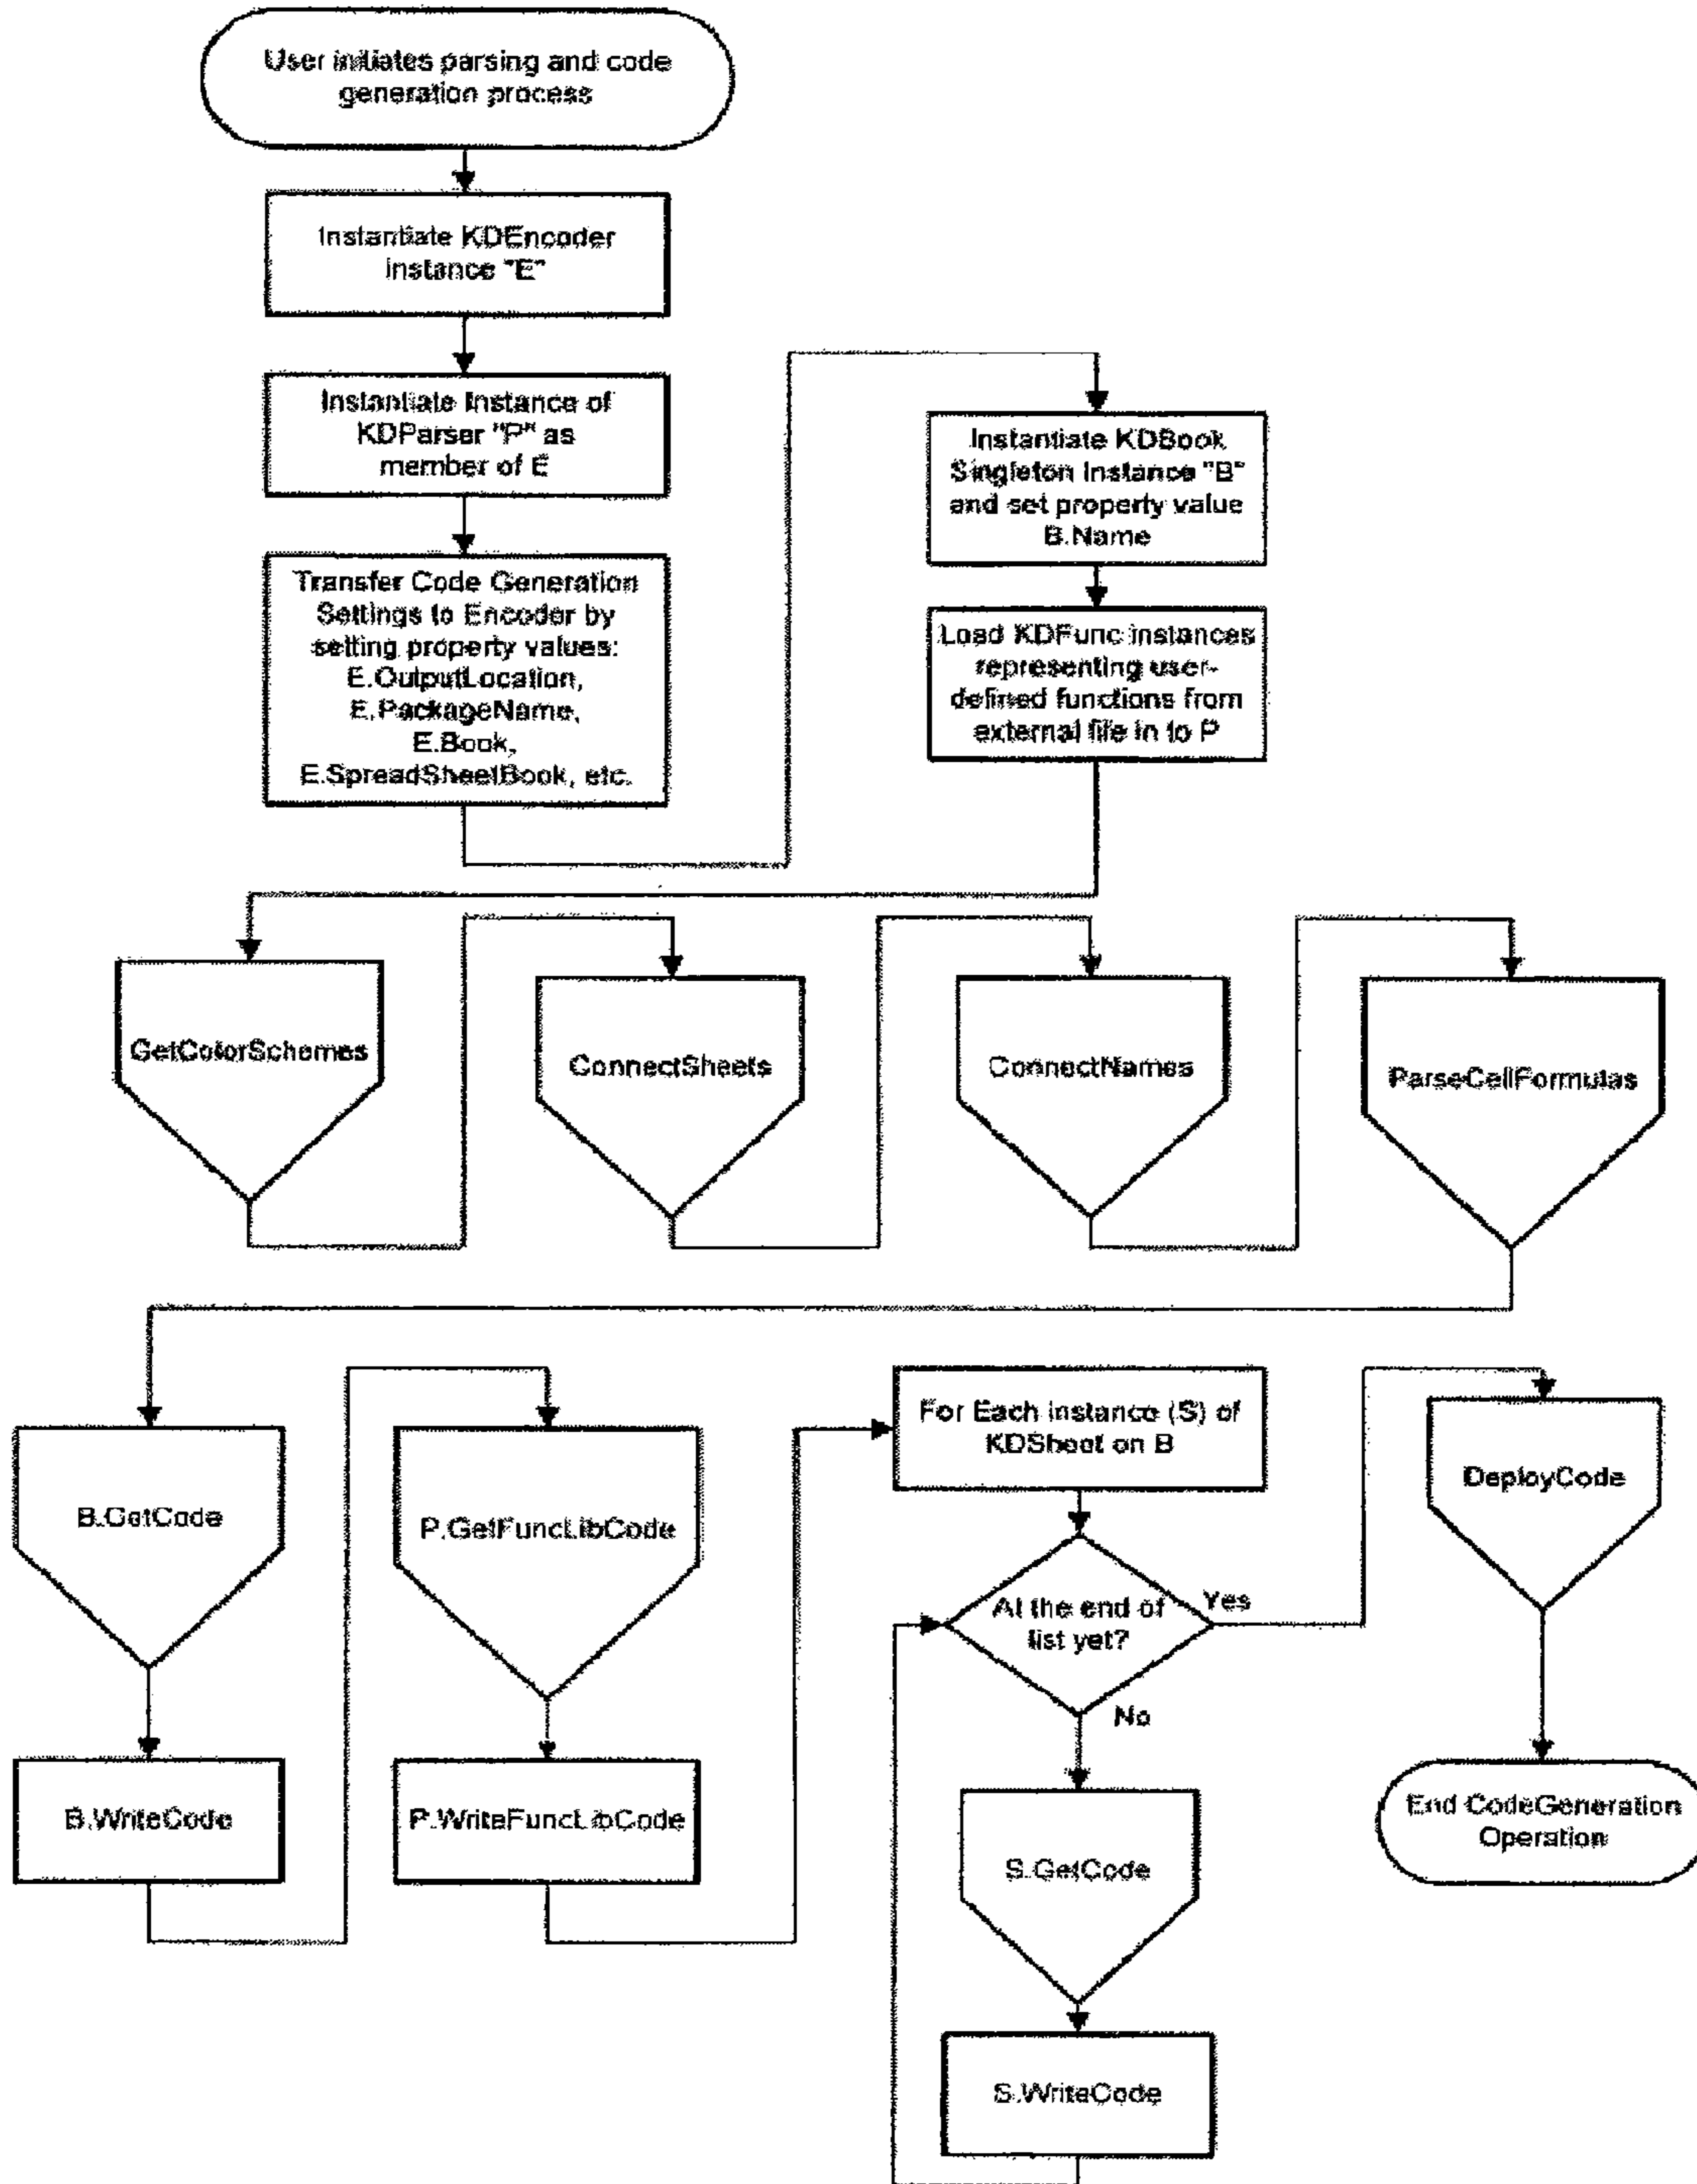 User initiates parsing and code
generation process
Instantiate KDEncoder
instance "E"
Instantiate Instance of
KDParser "P" as
member of E
Transfer Code Generation
Settings to Encoder by
setting property values:
E.OutputLocation,
E.PackageName,
E.Book,
E.SpreadSheetBook, etc.
Instantiate KDBook
Singleton Instance "B"
and set property value
B.Name
Load KDFunc instances
representing user-
defined functions from
external file in to P
GetColorSchemes
ConnectSheets
ConnectNames
ParseCellFormulas
B.GetCode
B.WriteCode
P.GetFuncLibCode
P.WriteFuncLibCode
For Each instance (S) of
KDSheet on B
At the end of
list yet?
Yes
No
S.GetCode
S.WriteCode
DeployCode
End CodeGeneration
Operation